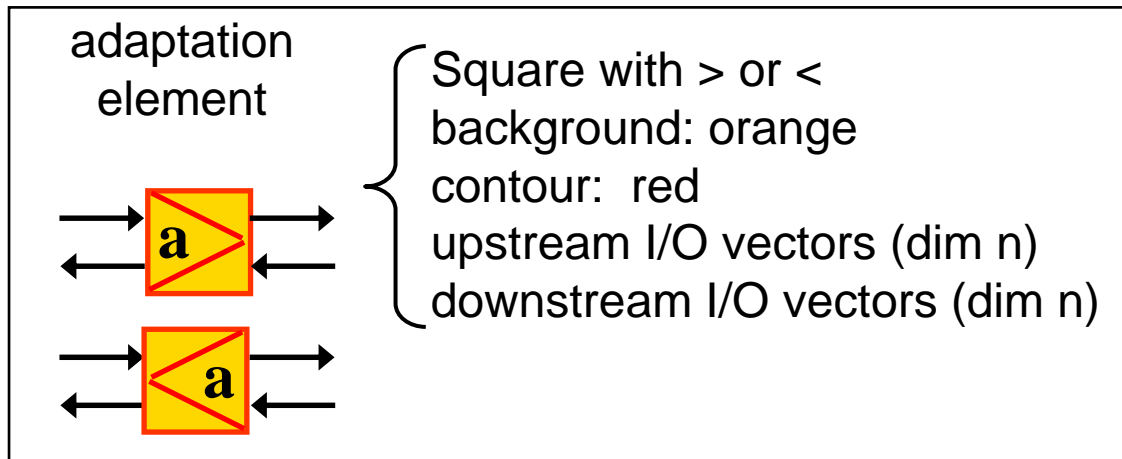 adaptation
element
Square with > or <
background: orange
contour: red
upstream I/O vectors (dim n)
downstream I/O vectors (dim n)
a
a